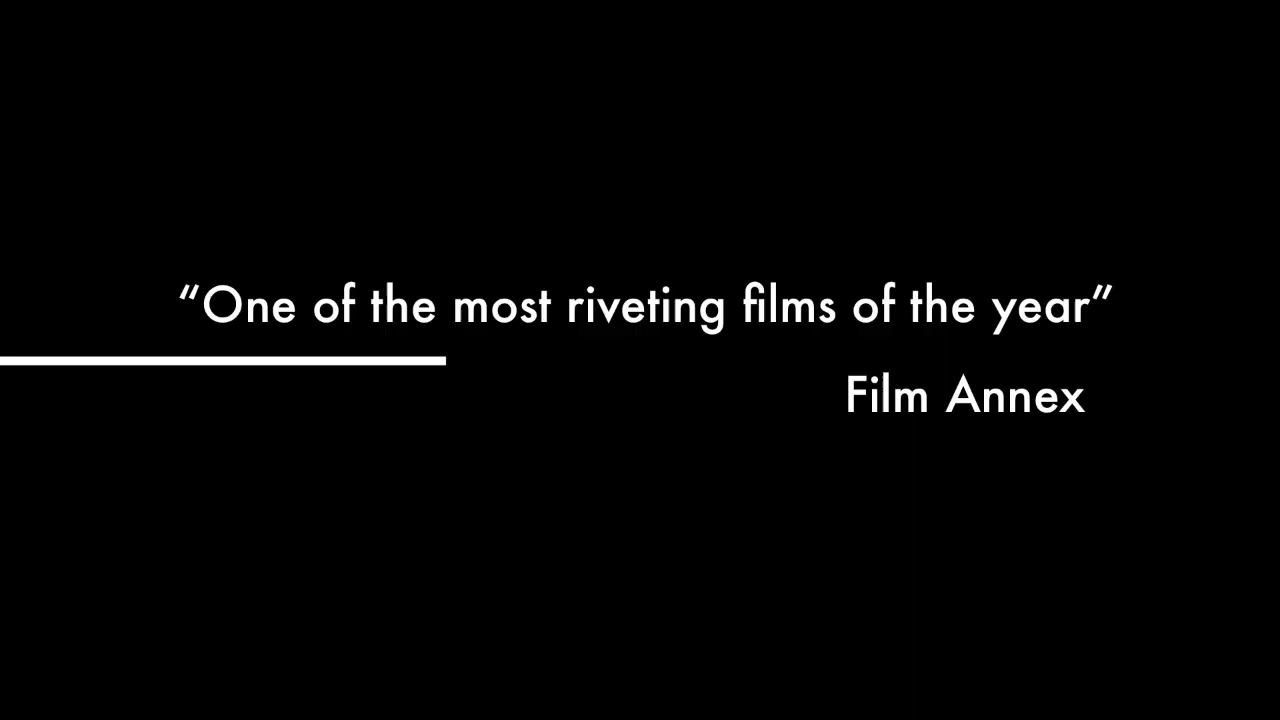 “One of the most riveting films of the year”
Film Annex